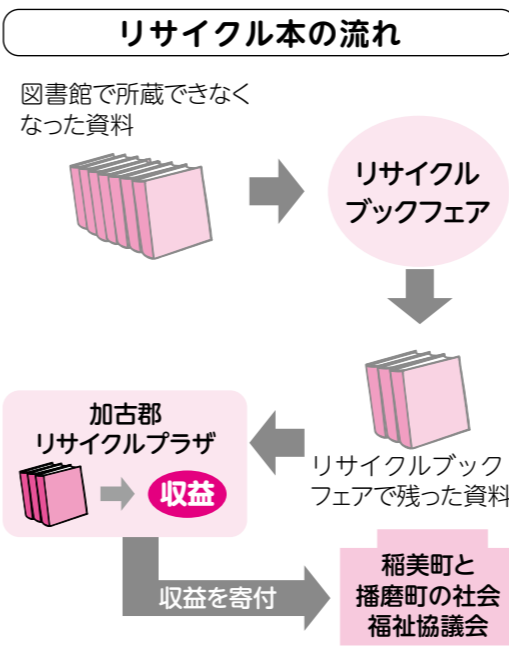 リサイクル本の流れ
図書館で所蔵できなく
なった資料
リサイクル
ブックフェア
リサイクルブック
フェアで残った資料
加古郡
リサイクルプラザ
収益
収益を寄付
稲美町と
播磨町の社会
福祉協議会